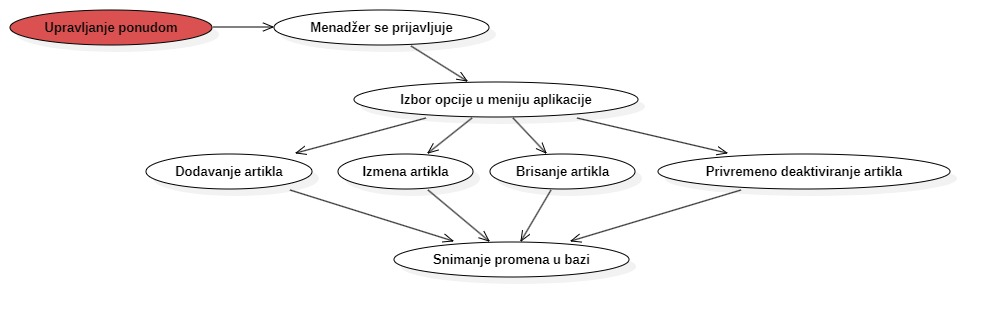 Upravljanje ponudom
Menadžer se prijavljuje
Izbor opcije u meniju aplikacije
Dodavanje artikla
Izmena artikla
Brisanje artikla
Privremeno deaktiviranje artikla
Snimanje promena u bazi